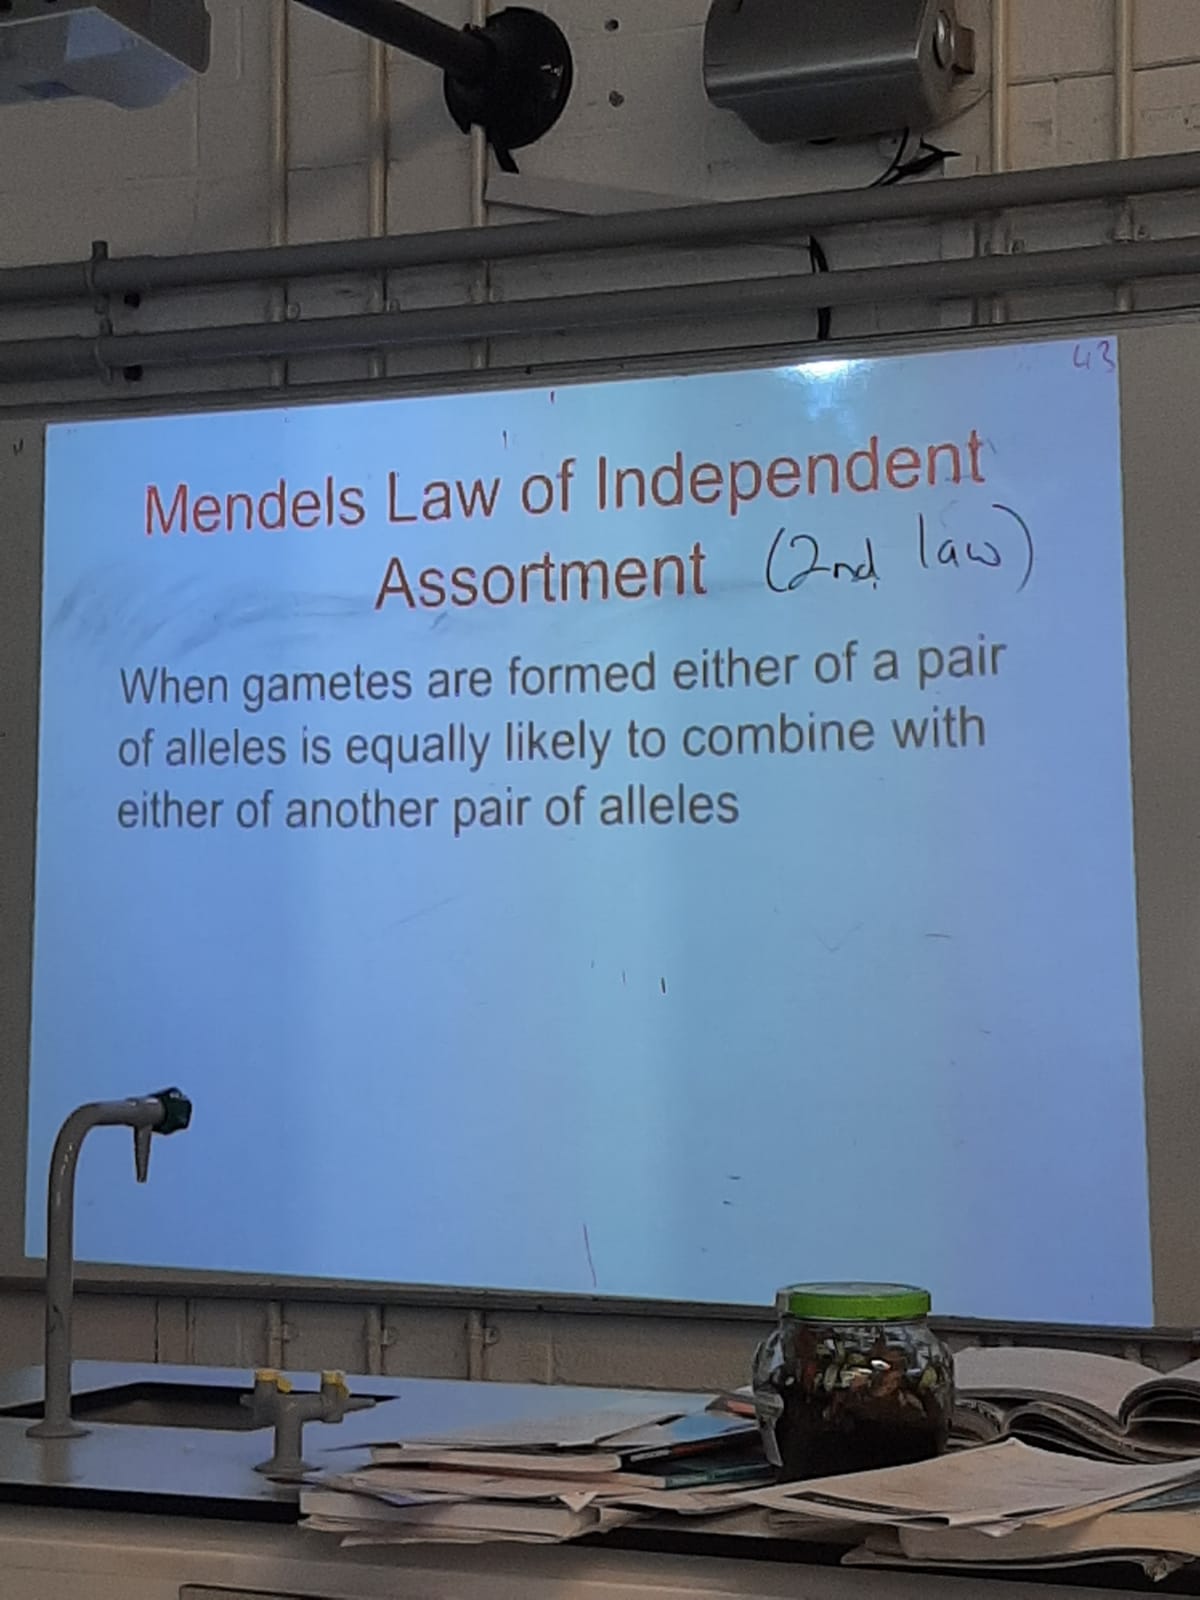 43
Mendels Law of Independent
Assortment (2nd law)
When gametes are formed either of a pair
of alleles is equally likely to combine with
either of another pair of alleles